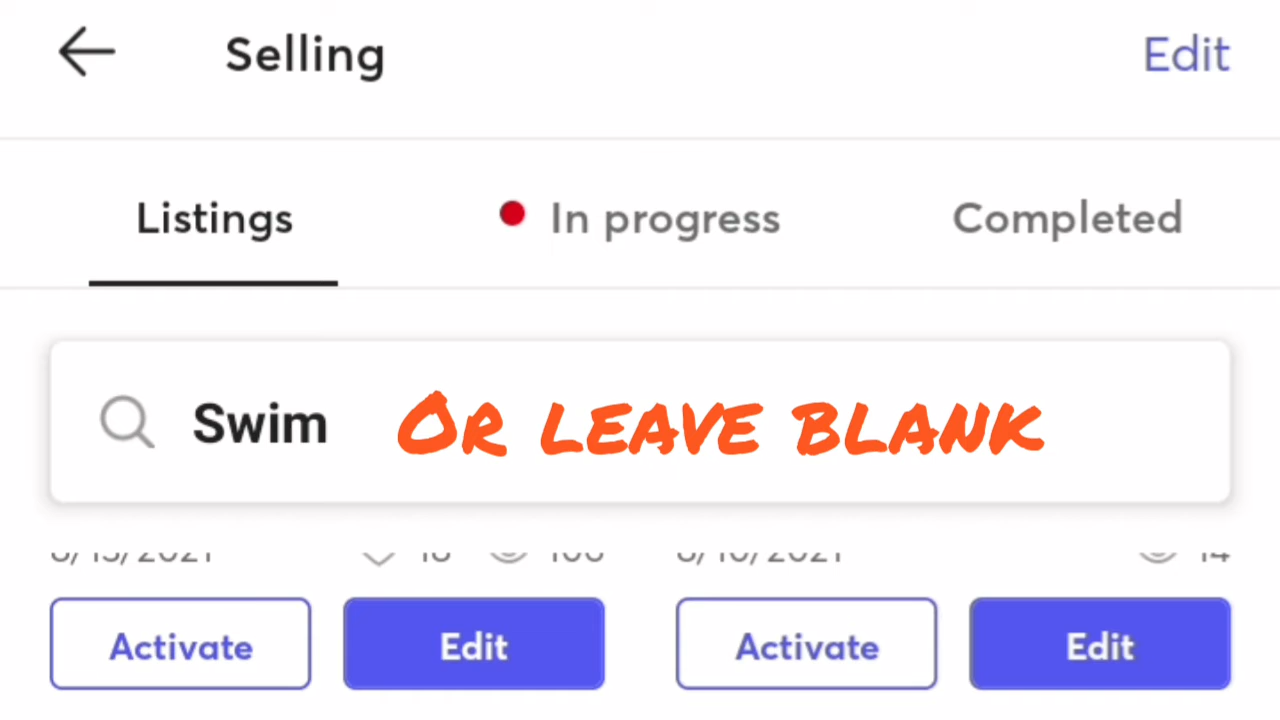 Selling Edit
Listings In progress Completed
Swim OR LEAVE BLANK
Activate Edit Activate Edit